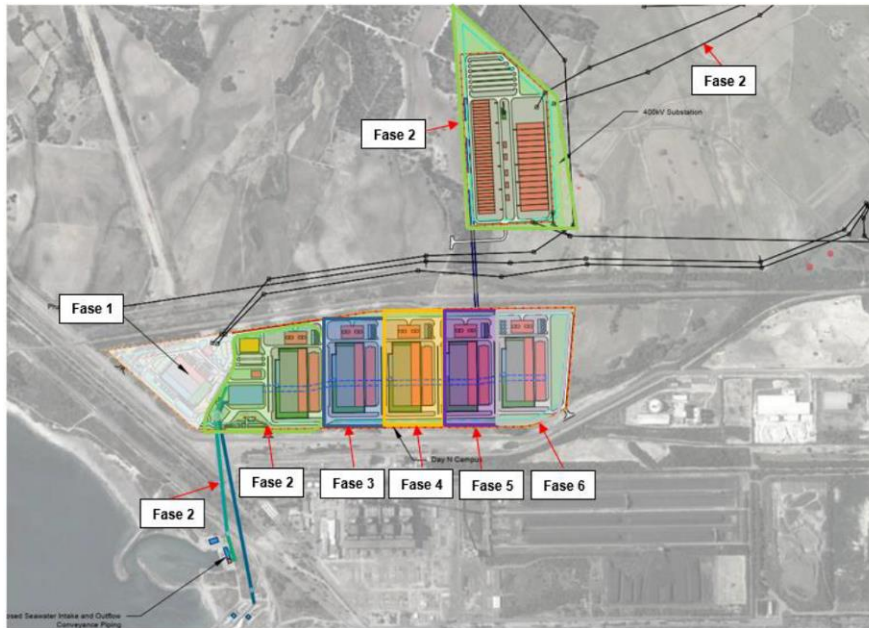 Fase 2
400kV Substation
Fase 2
Fase 1
Day N Campus
Fase 2
Fase 3
Fase 4
Fase 5
Fase 6
Fase 2
osed Seawater Intake and Outflow
Conveyance Piping